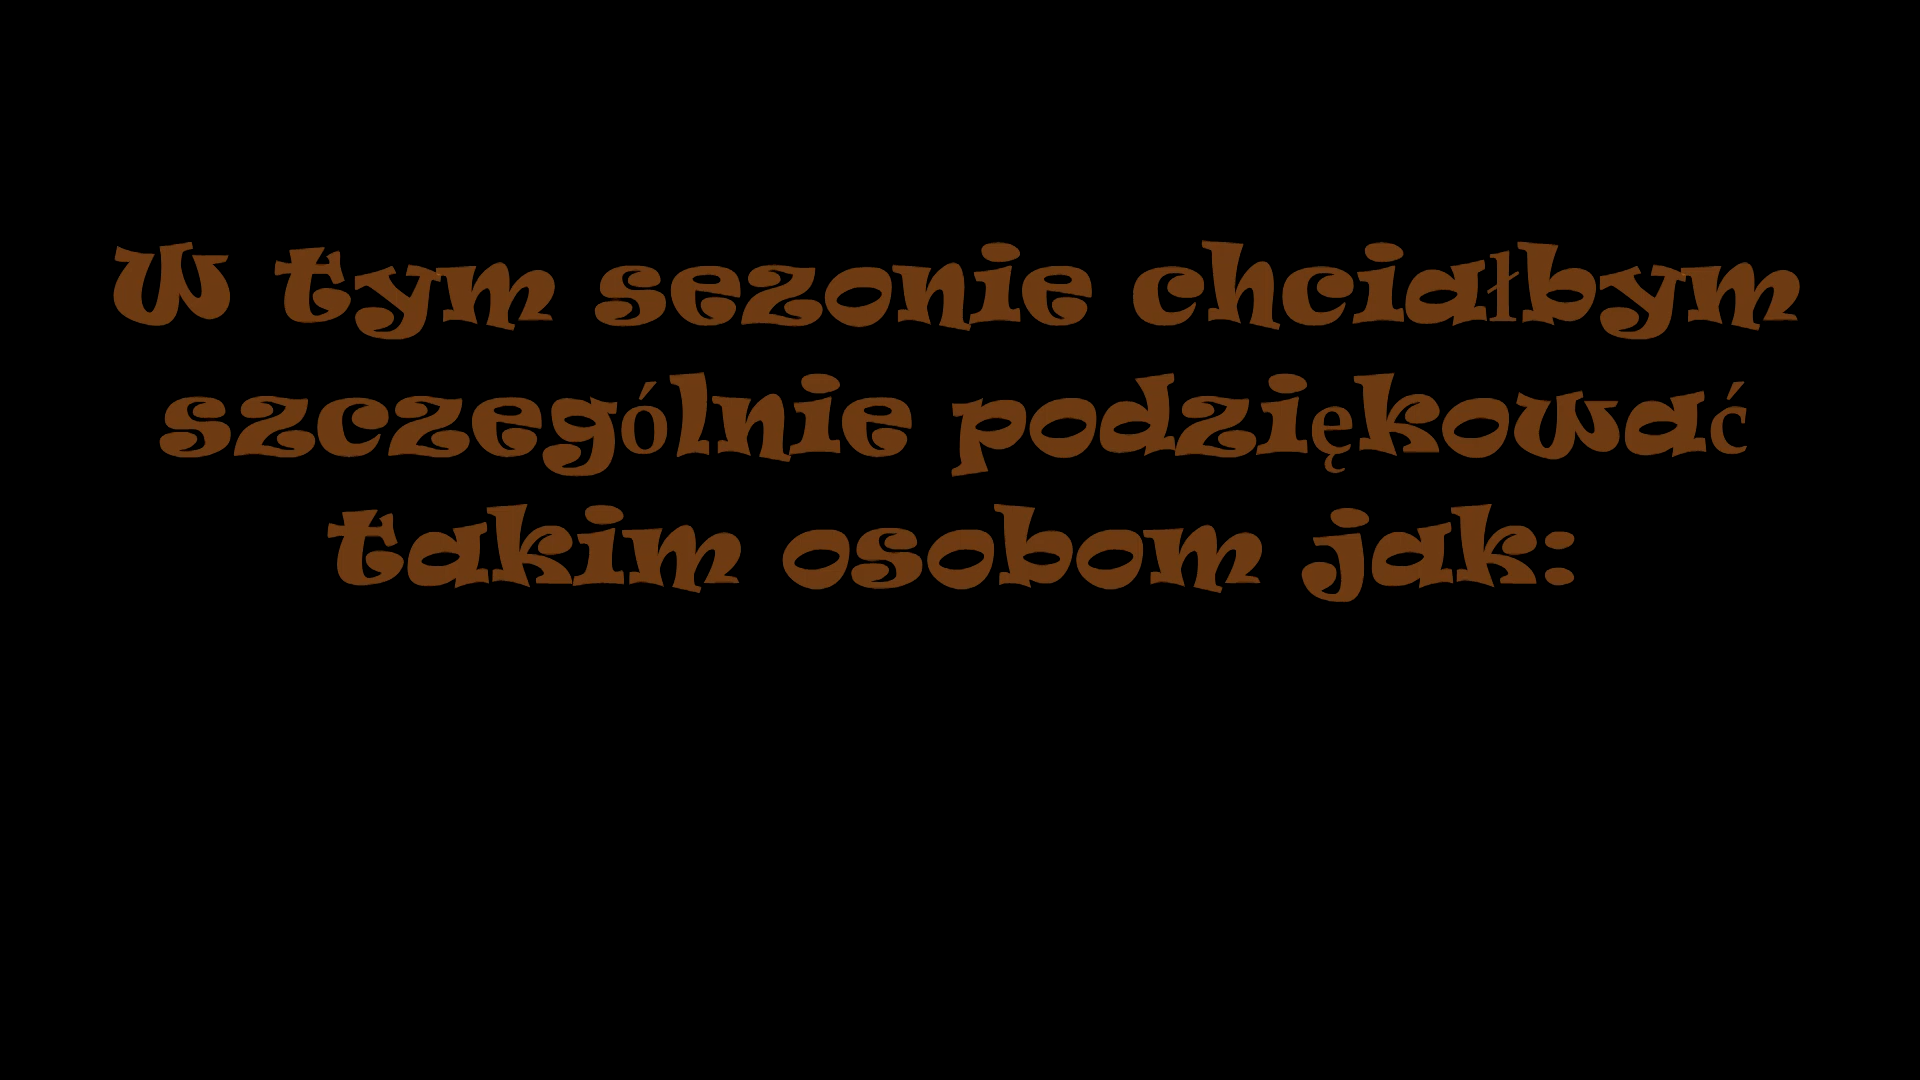 W tym sezonie chciałbym
szczególnie podziękować
takim osobom jak: